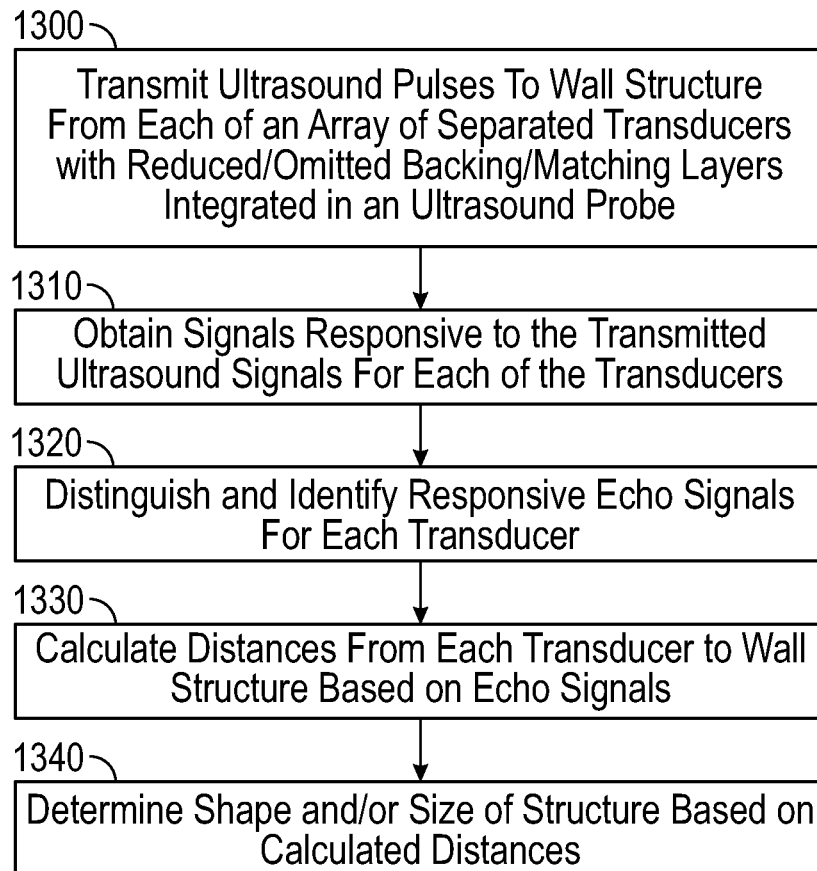 1300
Transmit Ultrasound Pulses To Wall Structure
From Each of an Array of Separated Transducers
with Reduced/Omitted Backing/Matching Layers
Integrated in an Ultrasound Probe
1310
Obtain Signals Responsive to the Transmitted
Ultrasound Signals For Each of the Transducers
1320
Distinguish and Identify Responsive Echo Signals
For Each Transducer
1330
Calculate Distances From Each Transducer to Wall
Structure Based on Echo Signals
1340
Determine Shape and/or Size of Structure Based on
Calculated Distances